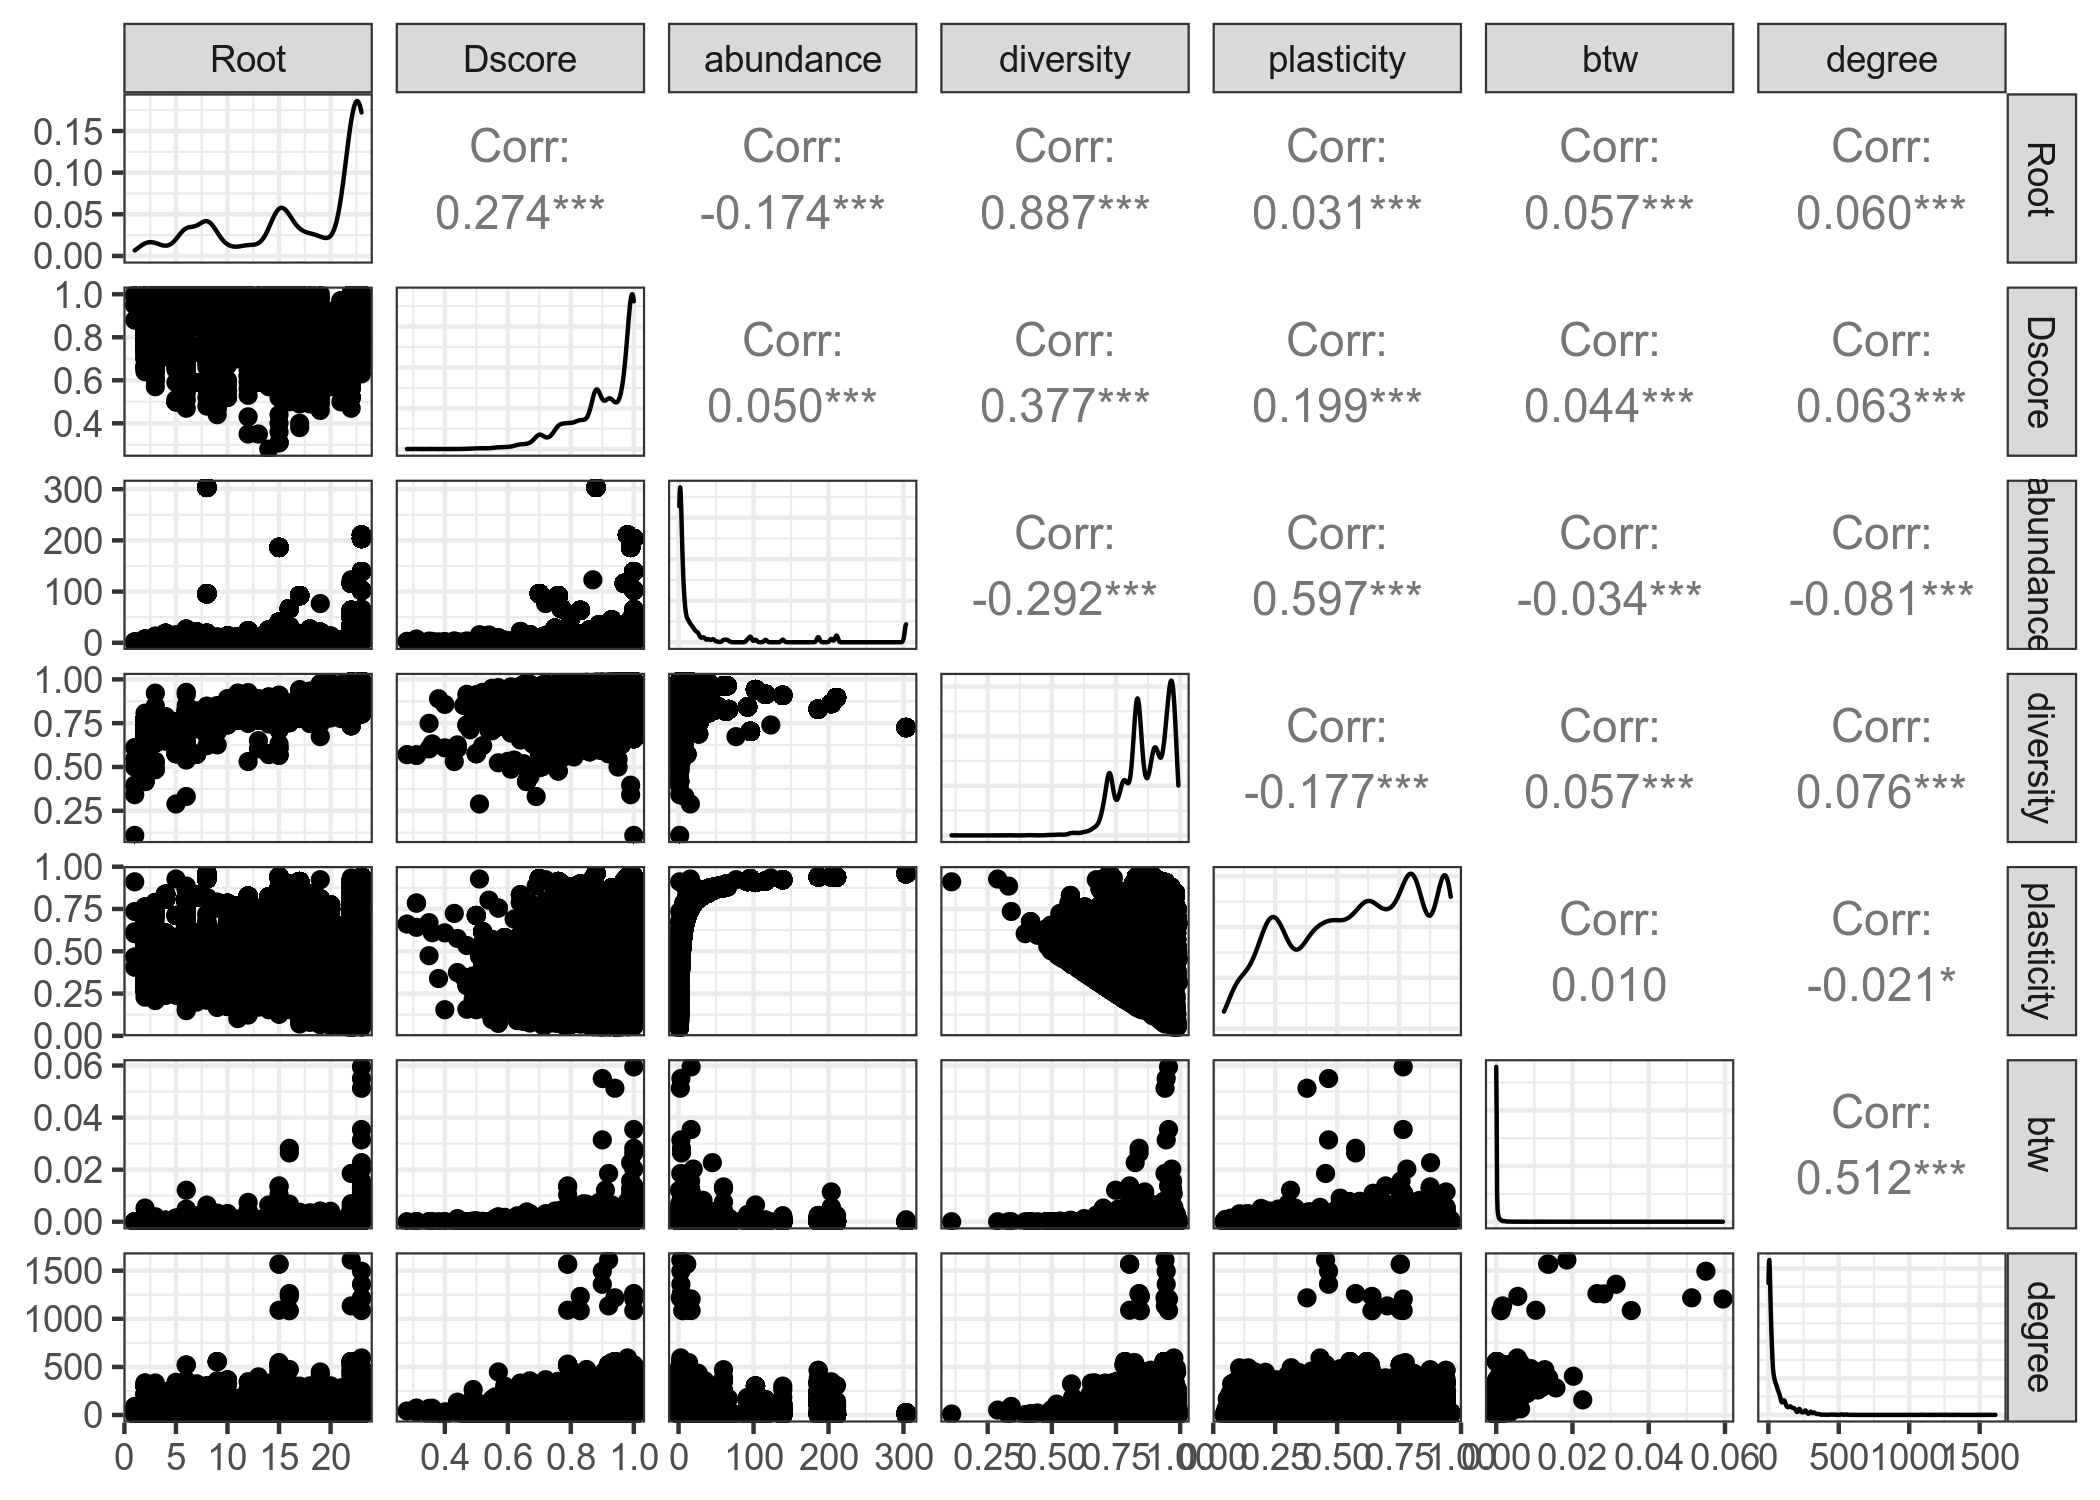 Root Dscore abundance diversity plasticity btw degree
0.15
0.10
0.05
0.00
Corr: Corr: Corr: Corr: Corr: Corr:
0.274*** -0.174*** 0.887*** 0.031*** 0.057*** 0.060***
Root
1.0
0.8
0.6
0.4
Corr: Corr: Corr: Corr: Corr:
0.050*** 0.377*** 0.199*** 0.044*** 0.063***
Dscore
300
200
100
0
Corr: Corr: Corr: Corr:
-0.292*** 0.597*** -0.034*** -0.081***
abundance
1.00
0.75
0.50
0.25
Corr: Corr: Corr:
-0.177*** 0.057*** 0.076***
diversity
1.00
0.75
0.50
0.25
0.00
Corr: Corr:
0.010 -0.021*
plasticity
0.06
0.04
0.02
0.00
Corr:
0.512***
btw
1500
1000
500
0
degree
0 5 10 15 20 0.4 0.6 0.8 1.0 0 100 200 300 0.25 0.50 0.75 1.00 0.00 0.25 0.50 0.75 1.00 0.00 0.02 0.04 0.06 0 500 1000 1500